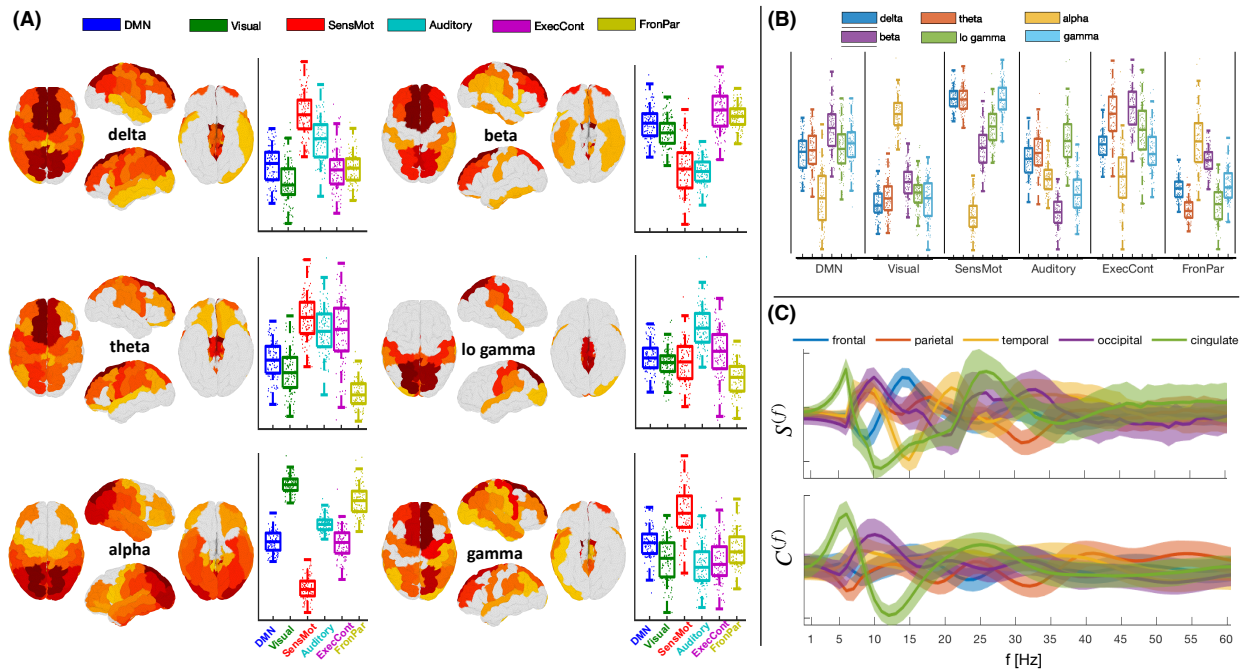 (A)
DMN Visual SensMot Auditory ExecCont FronPar
delta
beta
theta
lo gamma
alpha
gamma
DMN Visual SensMot Auditory ExecCont FronPar
DMN Visual SensMot Auditory ExecCont FronPar
(B)
delta theta alpha
beta lo gamma gamma
DMN Visual SensMot Auditory ExecCont FronPar
(C)
frontal parietal temporal occipital cingulate
S(f)
C(f)
1 5 10 15 20 25 30 35 40 45 50 55 60
f [Hz]